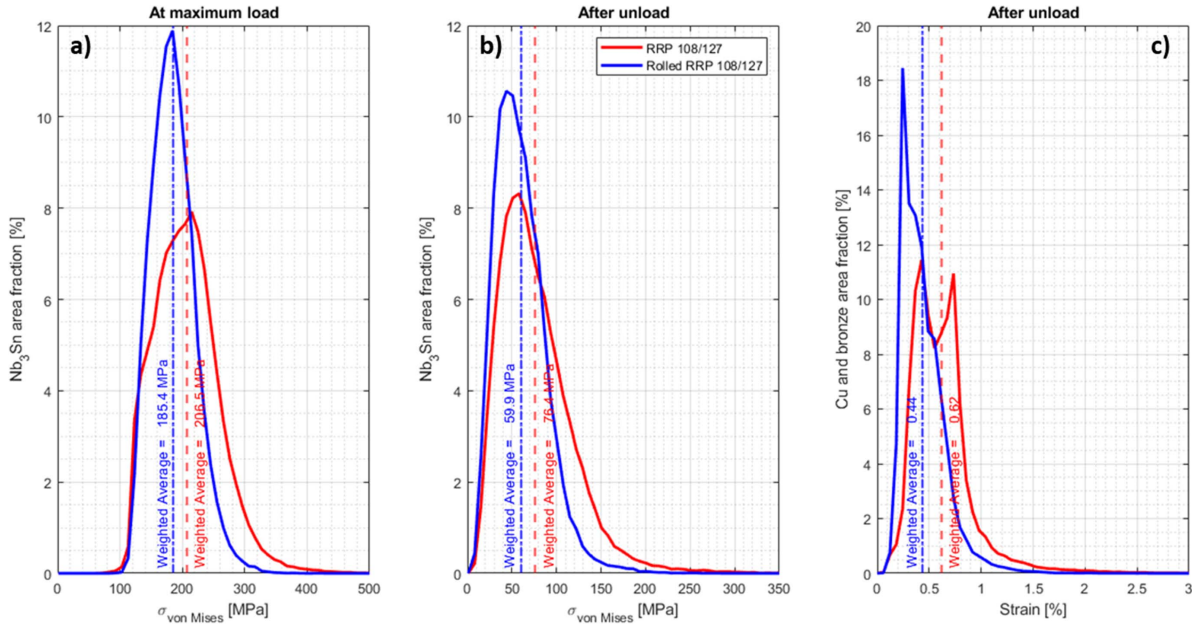 At maximum load
a)
12
10
8
6
4
2
0
Nb3Sn area fraction [%]
Weighted Average = 185.4 MPa
Weighted Average = 206.5 MPa
0 100 200 300 400 500
σvon Mises [MPa]
After unload
b)
RRP 108/127
Rolled RRP 108/127
12
10
8
6
4
2
0
Nb3Sn area fraction [%]
Weighted Average = 59.9 MPa
Weighted Average = 76.4 MPa
0 50 100 150 200 250 300 350
σvon Mises [MPa]
After unload
c)
20
18
16
14
12
10
8
6
4
2
0
Cu and bronze area fraction [%]
Weighted Average = 0.44
Weighted Average = 0.62
0 0.5 1 1.5 2 2.5 3
Strain [%]